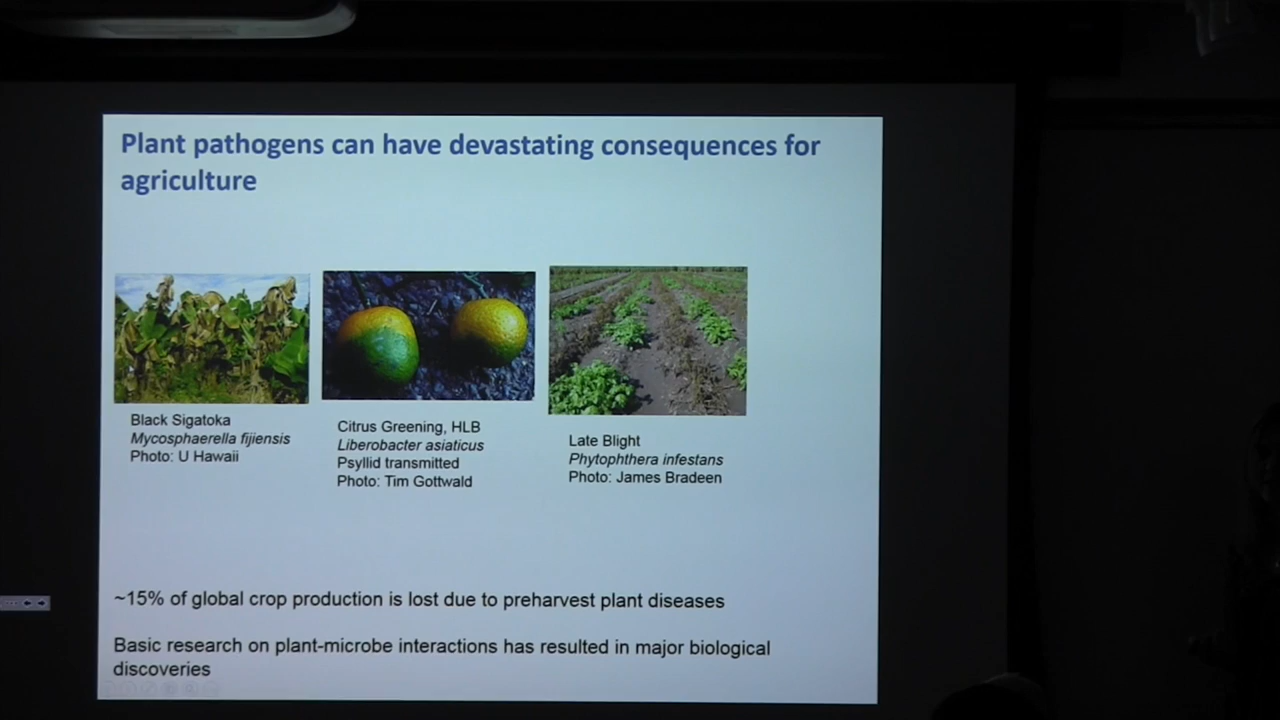 Plant pathogens can have devastating consequences for
agriculture
Black Sigatoka
Mycosphaerella fijiensis
Photo: U Hawaii
Citrus Greening, HLB
Liberobacter asiaticus
Psyllid transmitted
Photo: Tim Gottwald
Late Blight
Phytophthera infestans
Photo: James Bradeen
~15% of global crop production is lost due to preharvest plant diseases
Basic research on plant-microbe interactions has resulted in major biological
discoveries